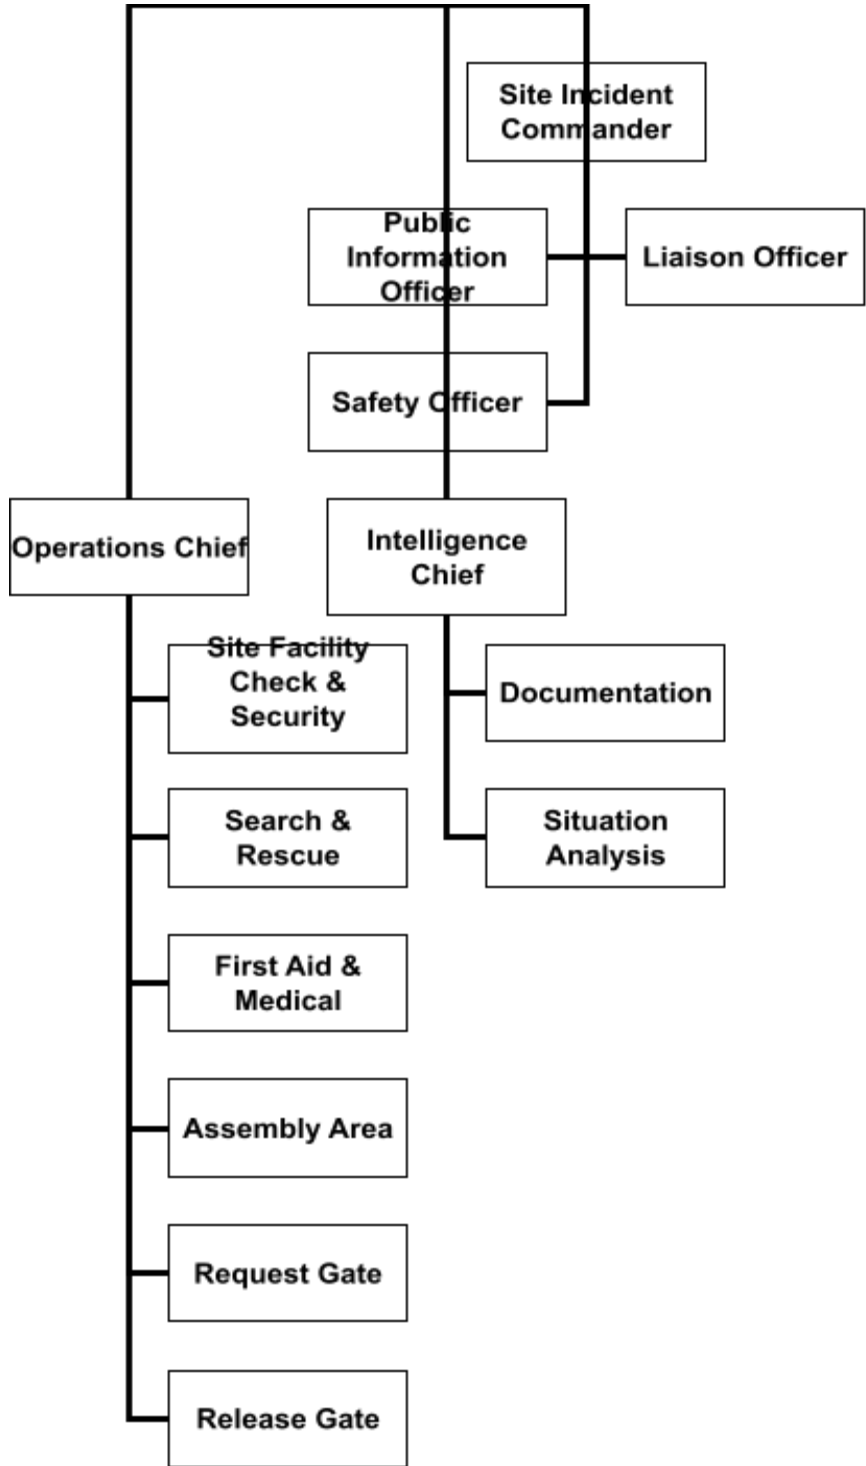 Site Incident
Commander
Public
Information
Officer
Liaison Officer
Safety Officer
Operations Chief
Intelligence
Chief
Site Facility
Check &
Security
Documentation
Search &
Rescue
Situation
Analysis
First Aid &
Medical
Assembly Area
Request Gate
Release Gate